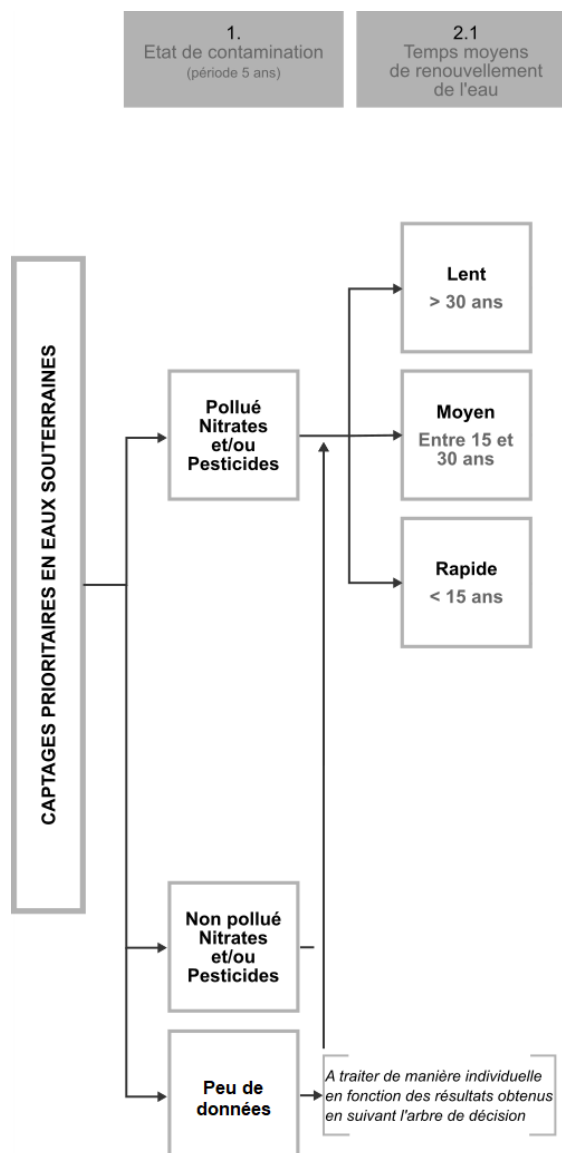 1.
Etat de contamination
(période 5 ans)
2.1
Temps moyens
de renouvellement
de l'eau
CAPTAGES PRIORITAIRES EN EAUX SOUTERRAINES
Pollué
Nitrates
et/ou
Pesticides
Lent
> 30 ans
Moyen
Entre 15 et
30 ans
Rapide
< 15 ans
Non pollué
Nitrates
et/ou
Pesticides
Peu de
données
A traiter de manière individuelle
en fonction des résultats obtenus
en suivant l'arbre de décision